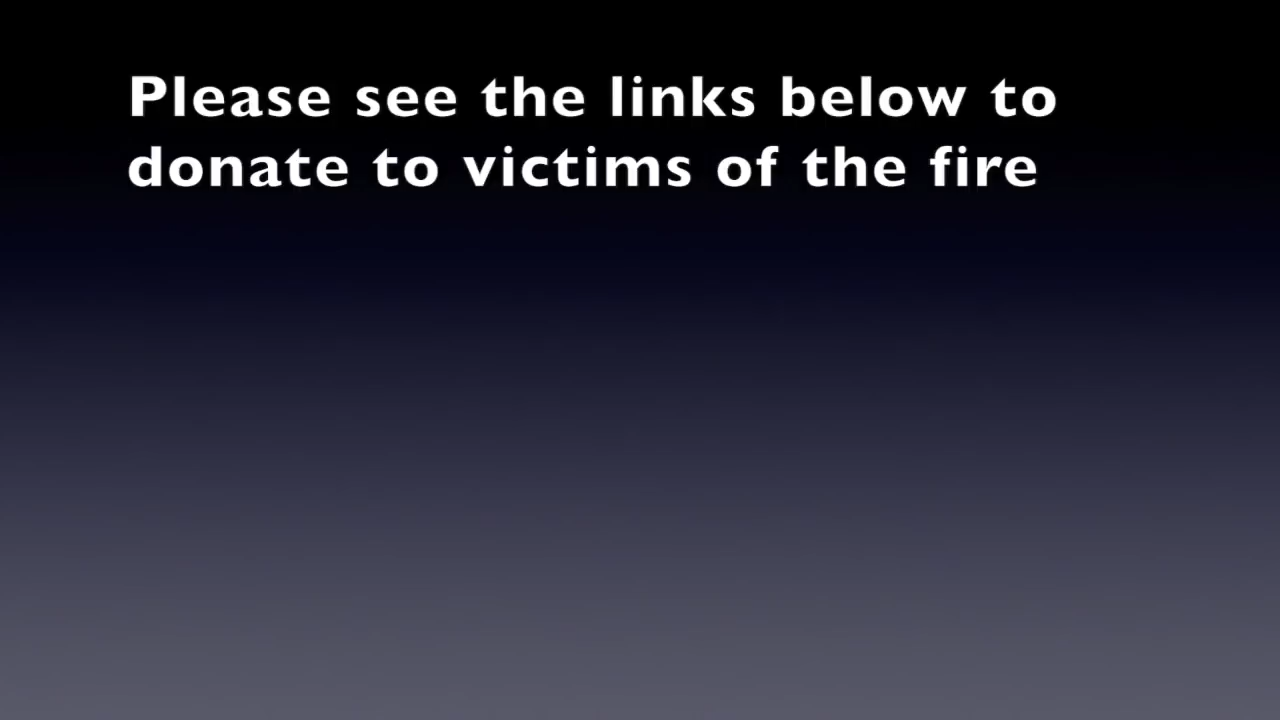 Please see the links below to
donate to victims of the fire